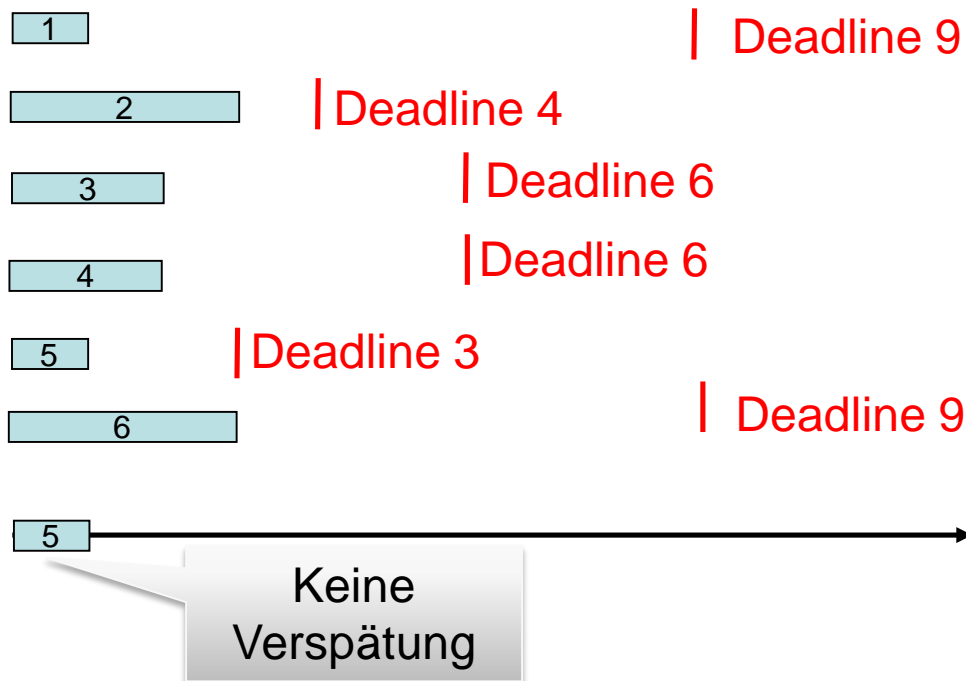 1
Deadline 9
2
Deadline 4
3
Deadline 6
4
Deadline 6
5
Deadline 3
6
Deadline 9
5
Keine
Verspätung